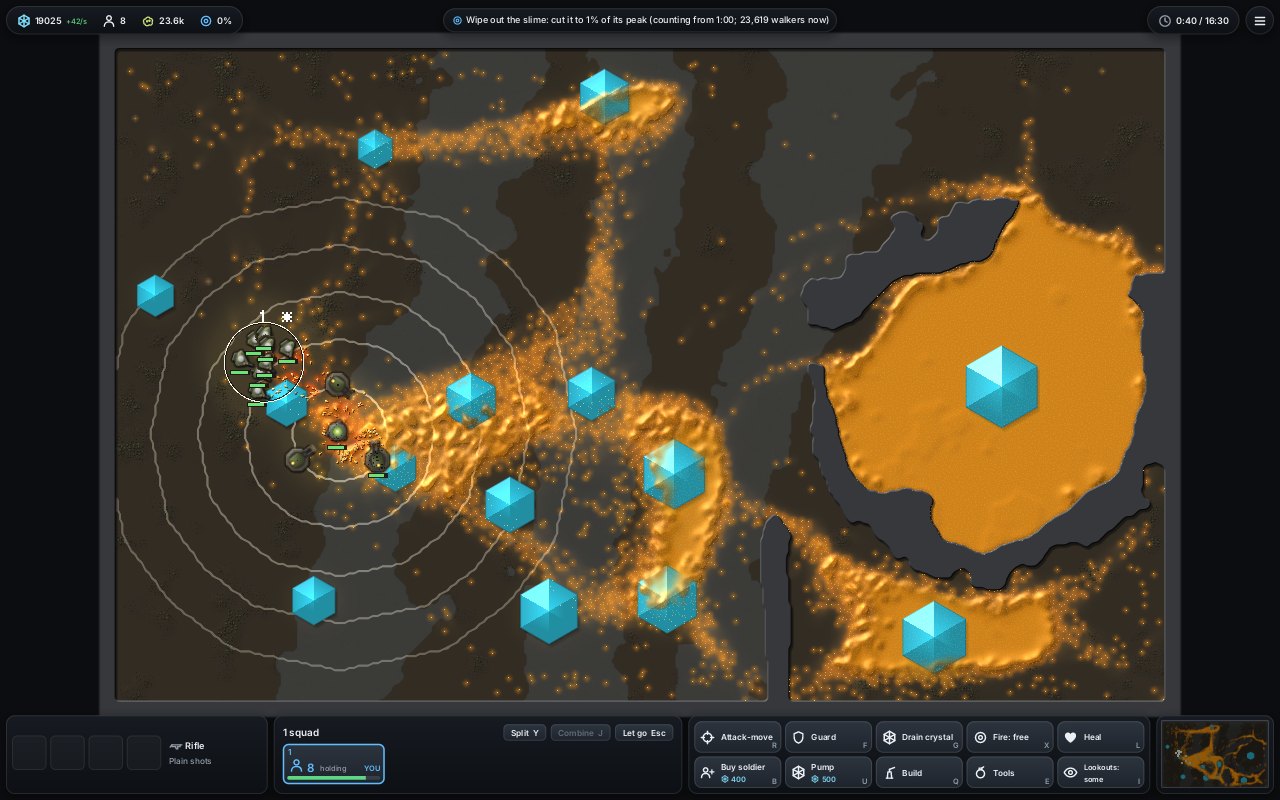 19025 +42/s 8 23.6k 0%
Wipe out the slime: cut it to 1% of its peak (counting from 1:00; 23,619 walkers now)
0:40 / 16:30
1
Rifle
Plain shots
1 squad
Split Y
Combine J
Let go Esc
1
8 holding YOU
Attack-move R
Guard F
Drain crystal G
Fire: free X
Heal L
Buy soldier
400 B
Pump
500 U
Build Q
Tools E
Lookouts:
some I